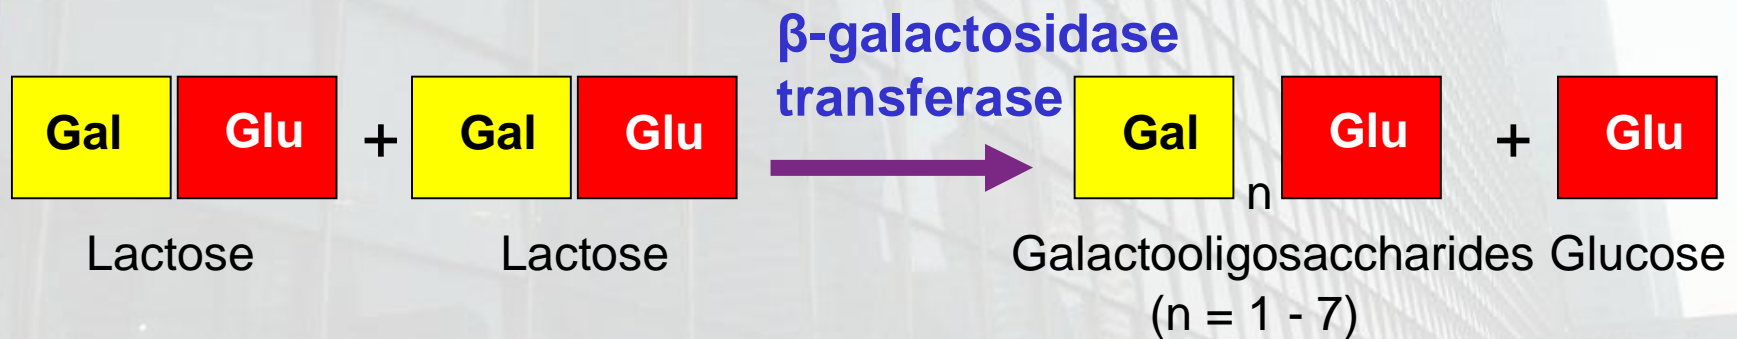 β-galactosidase
transferase
Gal Glu + Gal Glu Gal Glu + Glu
n
Lactose Lactose Galactooligosaccharides Glucose
(n = 1 - 7)